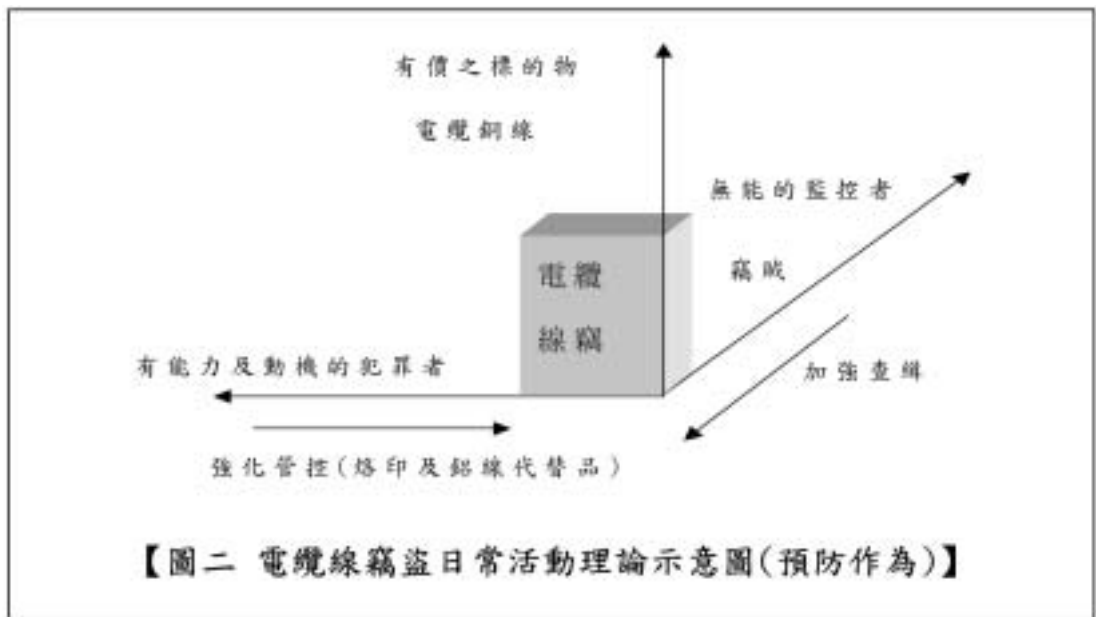 有價之標的物
電纜銅線
無能的監控者
電纜
線竊
竊賊
有能力及動機的犯罪者
加強查緝
強化管控(烙印及鋁線代替品)
【圖二 電纜線竊盜日常活動理論示意圖(預防作為)】